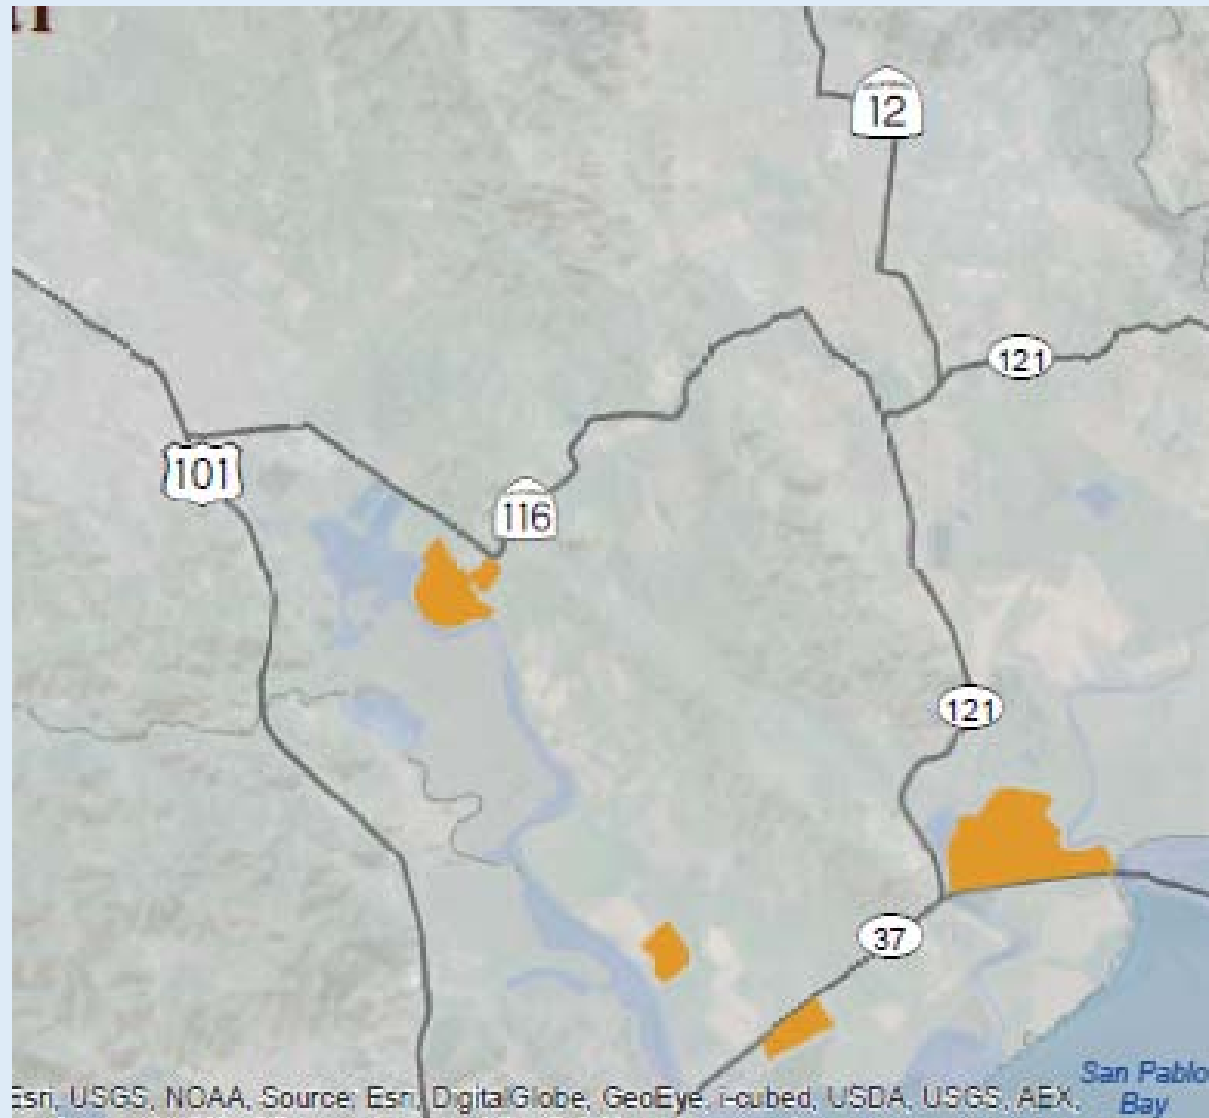 12
121
101
116
121
37
San Pablo
Bay
Esri, USGS, NOAA, Source: Esri, DigitalGlobe, GeoEye, i-cubed, USDA, USGS, AEX,